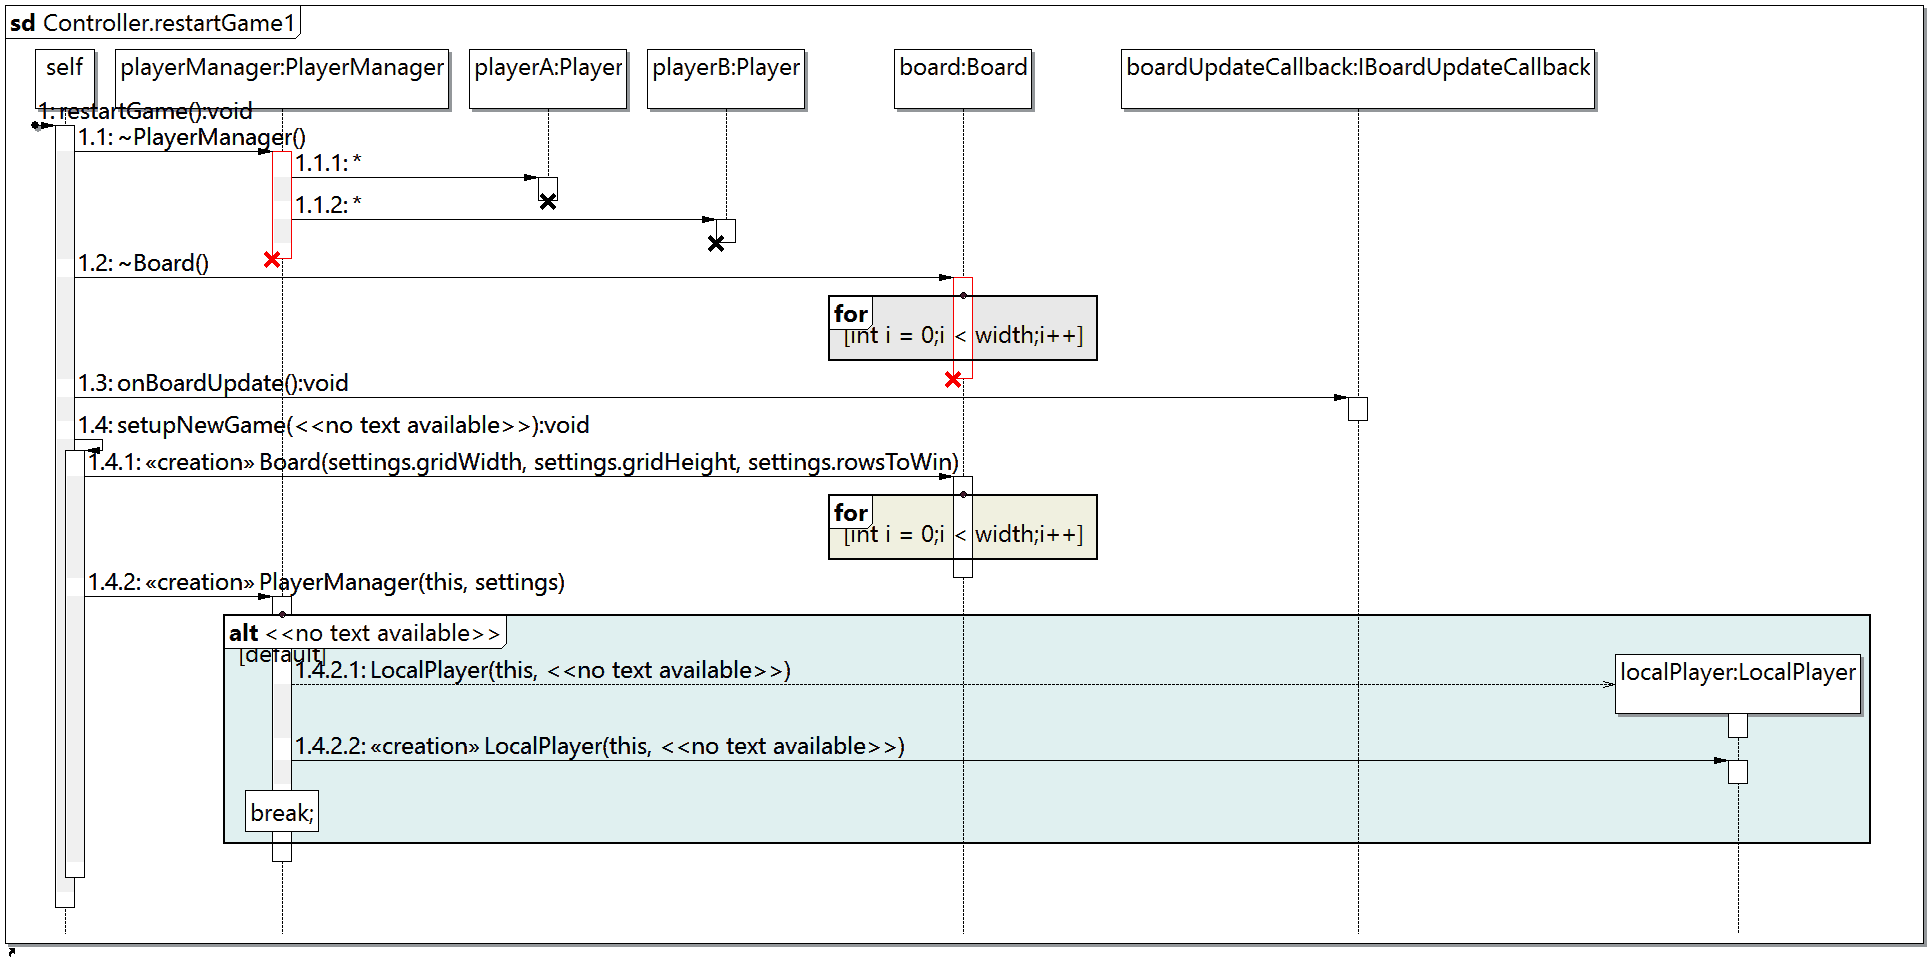 sd Controller.restartGame1
self
playerManager:PlayerManager
playerA:Player
playerB:Player
board:Board
boardUpdateCallback:IBoardUpdateCallback
1: restartGame():void
1.1: ~PlayerManager()
1.1.1: *
1.1.2: *
1.2: ~Board()
for
[int i = 0;i < width;i++]
1.3: onBoardUpdate():void
1.4: setupNewGame(<<no text available>>):void
1.4.1: «creation» Board(settings.gridWidth, settings.gridHeight, settings.rowsToWin)
for
[int i = 0;i < width;i++]
1.4.2: «creation» PlayerManager(this, settings)
alt <<no text available>>
[default]
1.4.2.1: LocalPlayer(this, <<no text available>>)
localPlayer:LocalPlayer
1.4.2.2: «creation» LocalPlayer(this, <<no text available>>)
break;